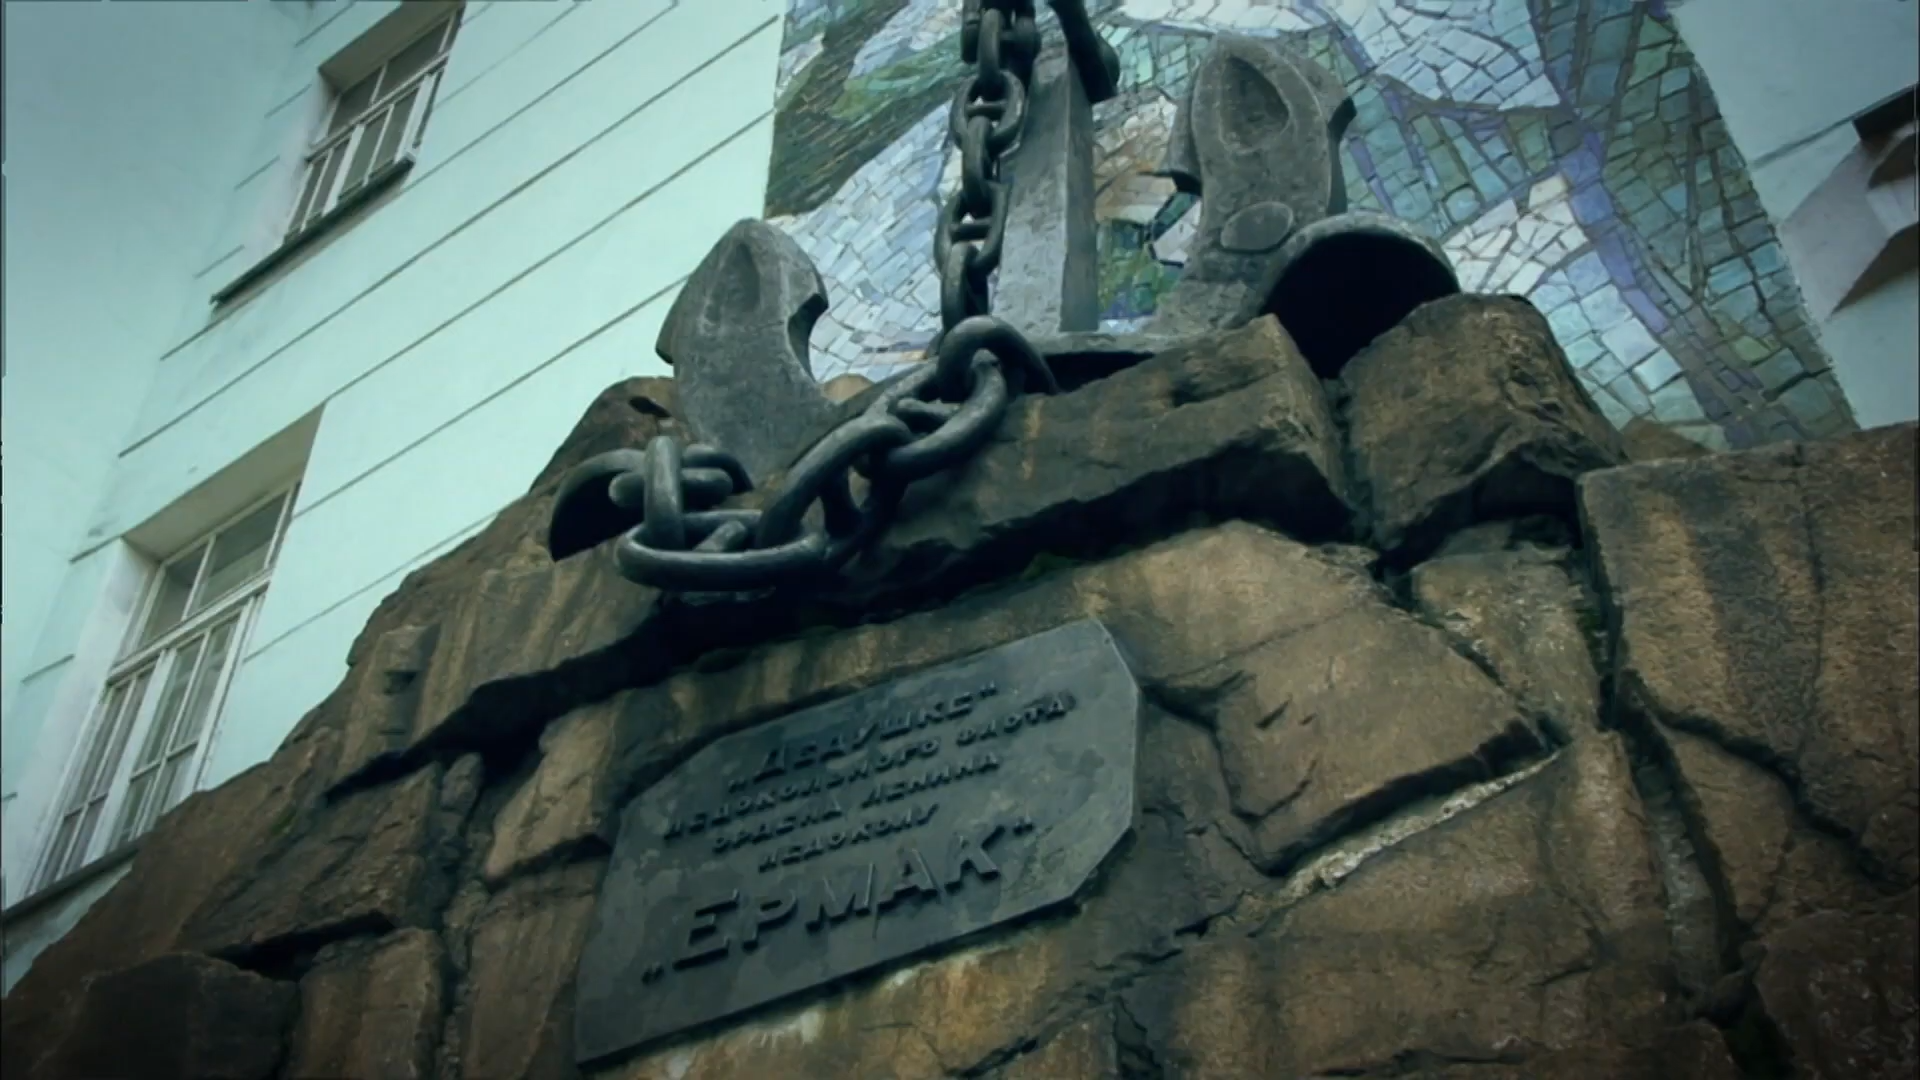 „ДЕДУШКЕ"
ЛЕДОКОЛЬНОГО ФЛОТА
ОРДЕНА ЛЕНИНА
ЛЕДОКОЛУ
„ЕРМАК"